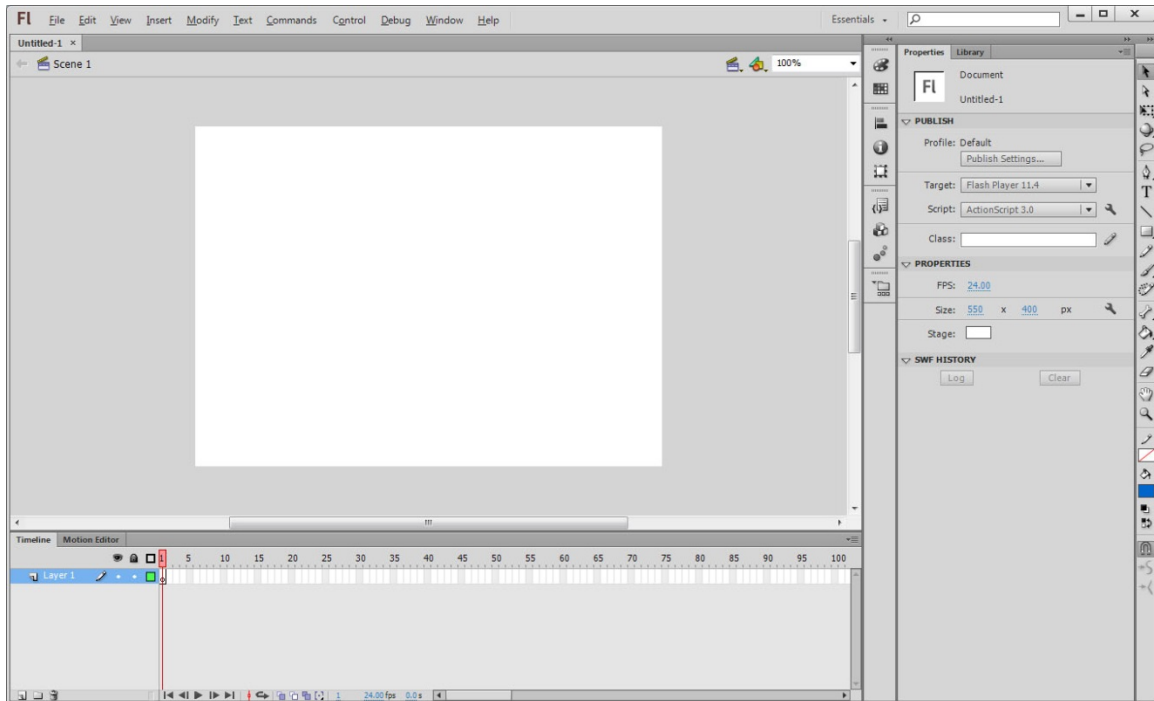 Fl File Edit View Insert Modify Text Commands Control Debug Window Help Essentials
Untitled-1 ×
Scene 1 100%
Properties Library
Fl
Document
Untitled-1
PUBLISH
Profile: Default
Publish Settings...
Target: Flash Player 11.4
Script: ActionScript 3.0
Class:
PROPERTIES
FPS: 24.00
Size: 550 x 400 px
Stage:
SWF HISTORY
Log Clear
T
Timeline Motion Editor
1 5 10 15 20 25 30 35 40 45 50 55 60 65 70 75 80 85 90 95 100
Layer 1
1 24.00 fps 0.0 s